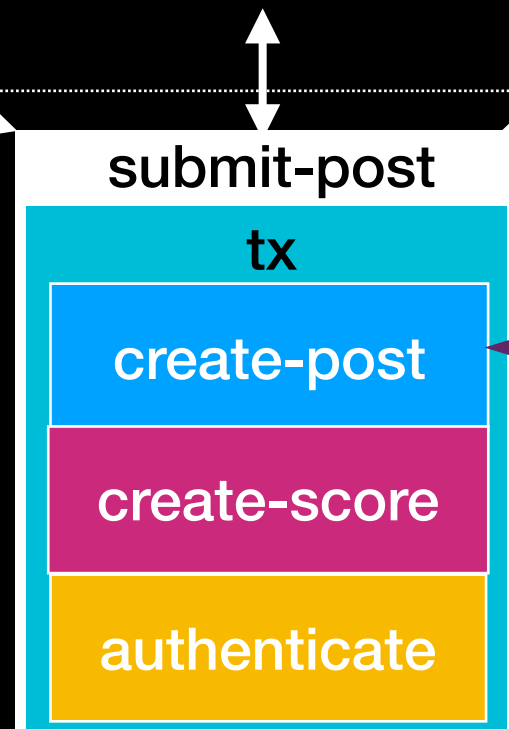 submit-post
tx
create-post
create-score
authenticate